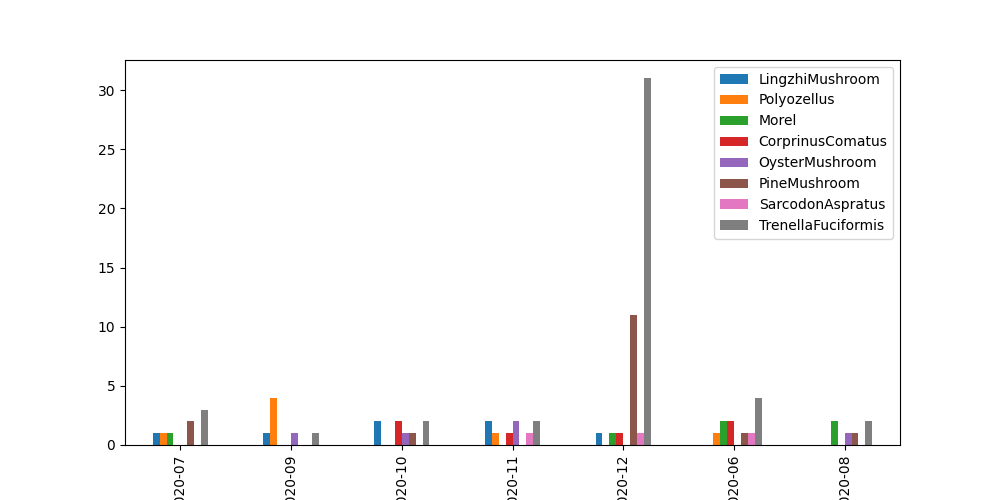 30
25
20
15
10
5
0
LingzhiMushroom
Polyozellus
Morel
CorprinusComatus
OysterMushroom
PineMushroom
SarcodonAspratus
TrenellaFuciformis
020-07
020-09
020-10
020-11
020-12
020-06
020-08